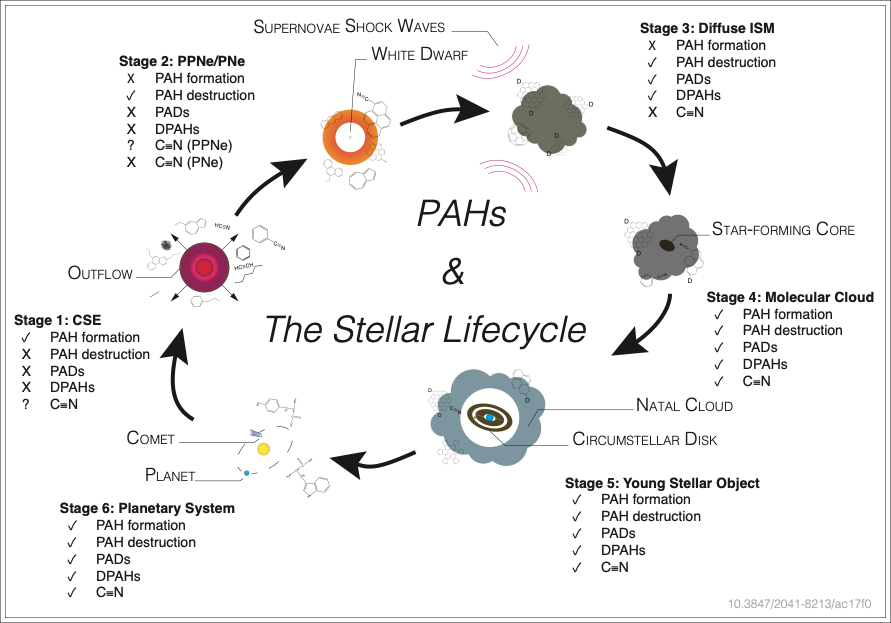 Supernovae Shock Waves
White Dwarf
Stage 2: PPNe/PNe
X PAH formation
✓ PAH destruction
X PADs
X DPAHs
? C≡N (PPNe)
X C≡N (PNe)
Stage 3: Diffuse ISM
X PAH formation
✓ PAH destruction
✓ PADs
✓ DPAHs
X C≡N
PAHs
&
The Stellar Lifecycle
Star-forming Core
Stage 4: Molecular Cloud
✓ PAH formation
✓ PAH destruction
✓ PADs
✓ DPAHs
✓ C≡N
Outflow
HC≡N
C≡N
HC≡CH
Stage 1: CSE
✓ PAH formation
X PAH destruction
X PADs
X DPAHs
? C≡N
Natal Cloud
Circumstellar Disk
Stage 5: Young Stellar Object
✓ PAH formation
✓ PAH destruction
✓ PADs
✓ DPAHs
✓ C≡N
Comet
Planet
Stage 6: Planetary System
✓ PAH formation
✓ PAH destruction
✓ PADs
✓ DPAHs
✓ C≡N
10.3847/2041-8213/ac17f0